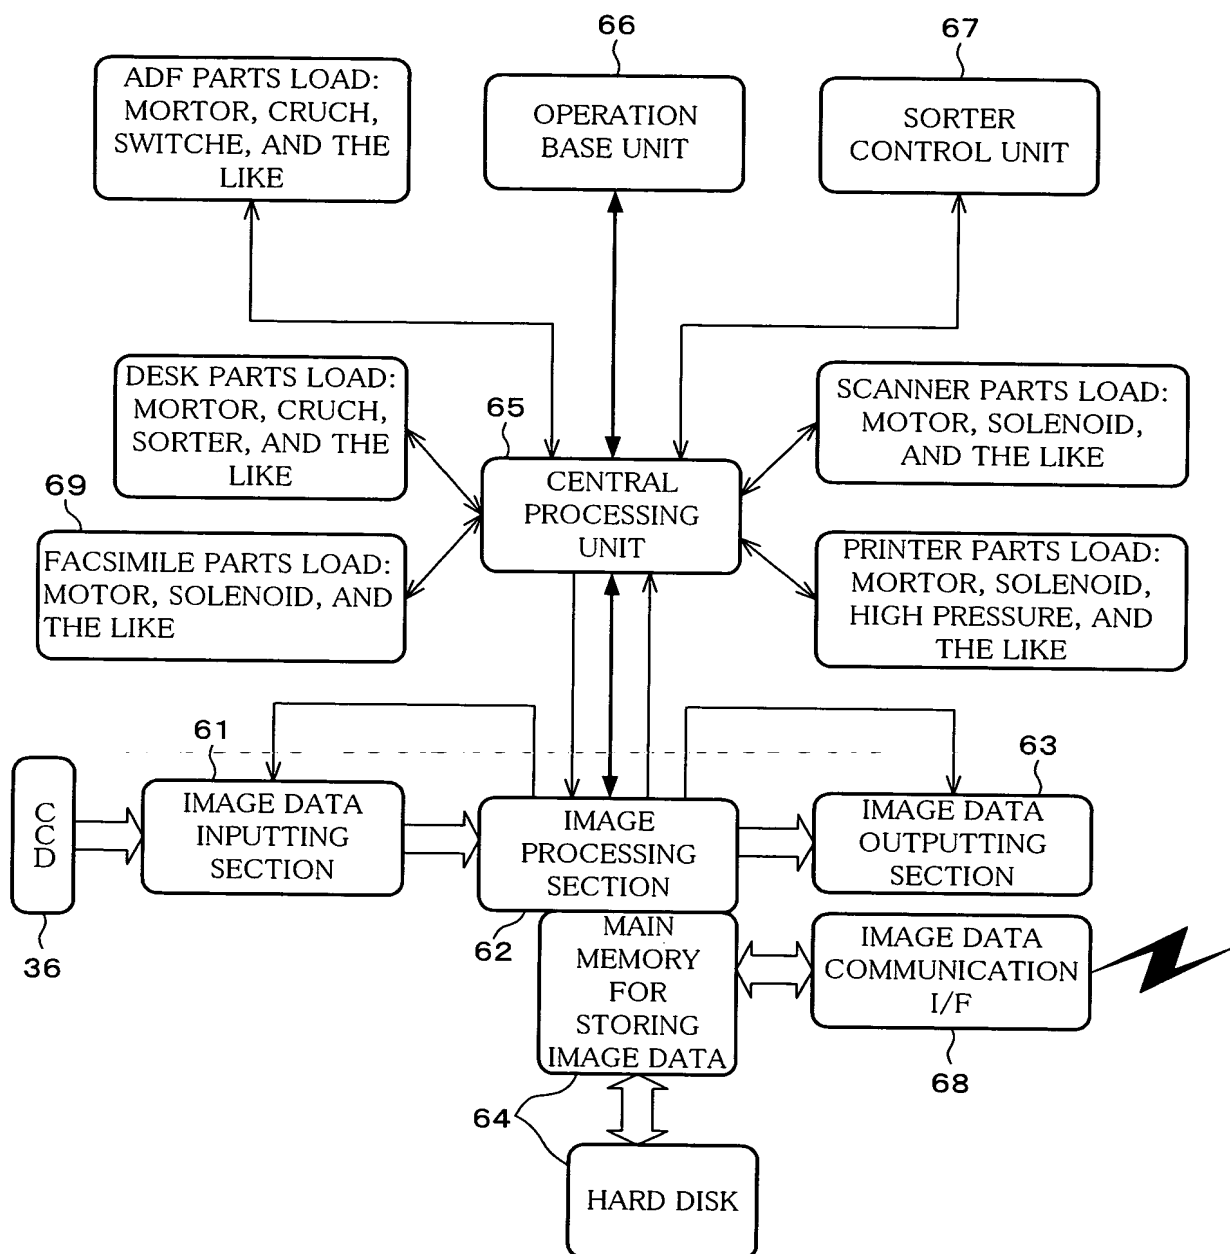 66
67
ADF PARTS LOAD:
MORTOR, CRUCH,
SWITCHE, AND THE
LIKE
OPERATION
BASE UNIT
SORTER
CONTROL UNIT
DESK PARTS LOAD:
MORTOR, CRUCH,
SORTER, AND THE
LIKE
65
CENTRAL
PROCESSING
UNIT
SCANNER PARTS LOAD:
MOTOR, SOLENOID,
AND THE LIKE
69
FACSIMILE PARTS LOAD:
MOTOR, SOLENOID, AND
THE LIKE
PRINTER PARTS LOAD:
MORTOR, SOLENOID,
HIGH PRESSURE, AND
THE LIKE
61
63
CCD
IMAGE DATA
INPUTTING
SECTION
IMAGE
PROCESSING
SECTION
IMAGE DATA
OUTPUTTING
SECTION
36
62
MAIN
MEMORY
FOR
STORING
IMAGE DATA
IMAGE DATA
COMMUNICATION
I/F
68
64
HARD DISK